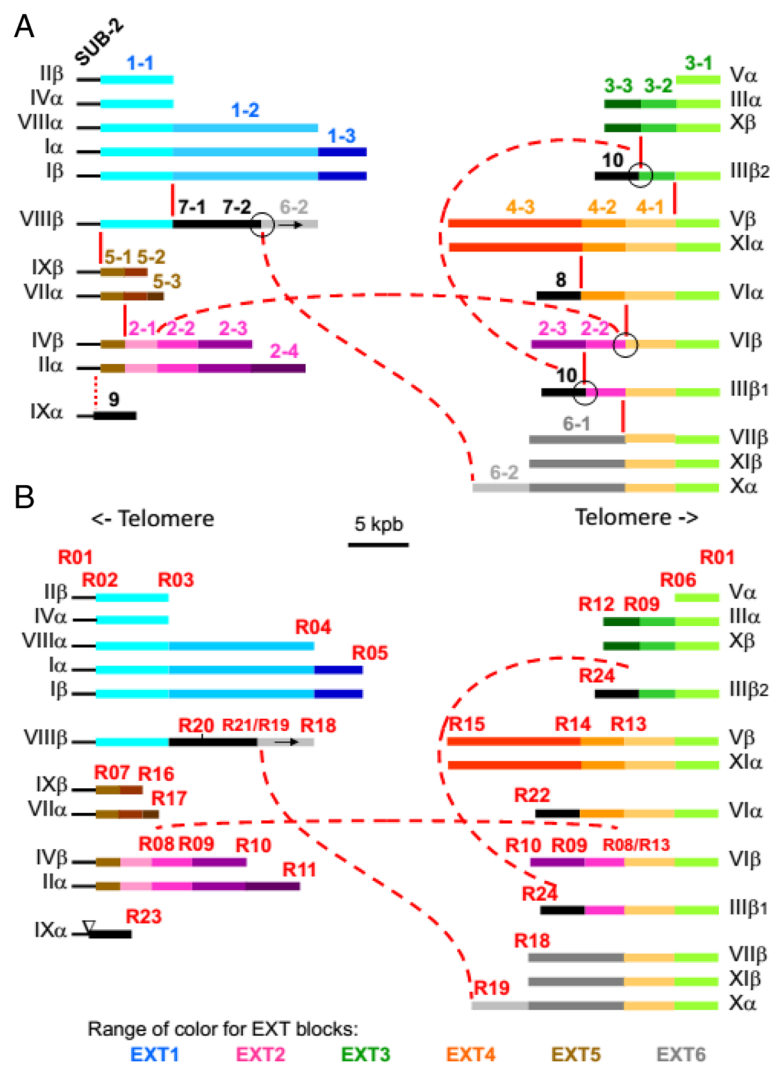 A
SUB-2
IIβ 1-1 3-1 Vα
IVα 3-3 3-2 IIIα
VIIIα 1-2 Xβ
Iα 1-3
Iβ 10 IIIβ2
VIIIβ 7-1 7-2 6-2 4-3 4-2 4-1 Vβ
XIα
IXβ 5-1 5-2
VIIα 5-3 8 VIα
IVβ 2-1 2-2 2-3 2-3 2-2 VIβ
IIα 2-4
10 IIIβ1
IXα 9
6-1 VIIβ
XIβ
6-2 Xα
B
<- Telomere 5 kpb Telomere ->
R01 R01
IIβ R02 R03 R06 Vα
IVα R12 R09 IIIα
VIIIα R04 Xβ
Iα R05
Iβ R24 IIIβ2
VIIIβ R20 R21/R19 R18 R15 R14 R13 Vβ
XIα
IXβ R07 R16
VIIα R17 R22 VIα
IVβ R08 R09 R10 R10 R09 R08/R13 VIβ
IIα R11
R24 IIIβ1
IXα R23
R18 VIIβ
XIβ
R19 Xα
Range of color for EXT blocks:
EXT1 EXT2 EXT3 EXT4 EXT5 EXT6